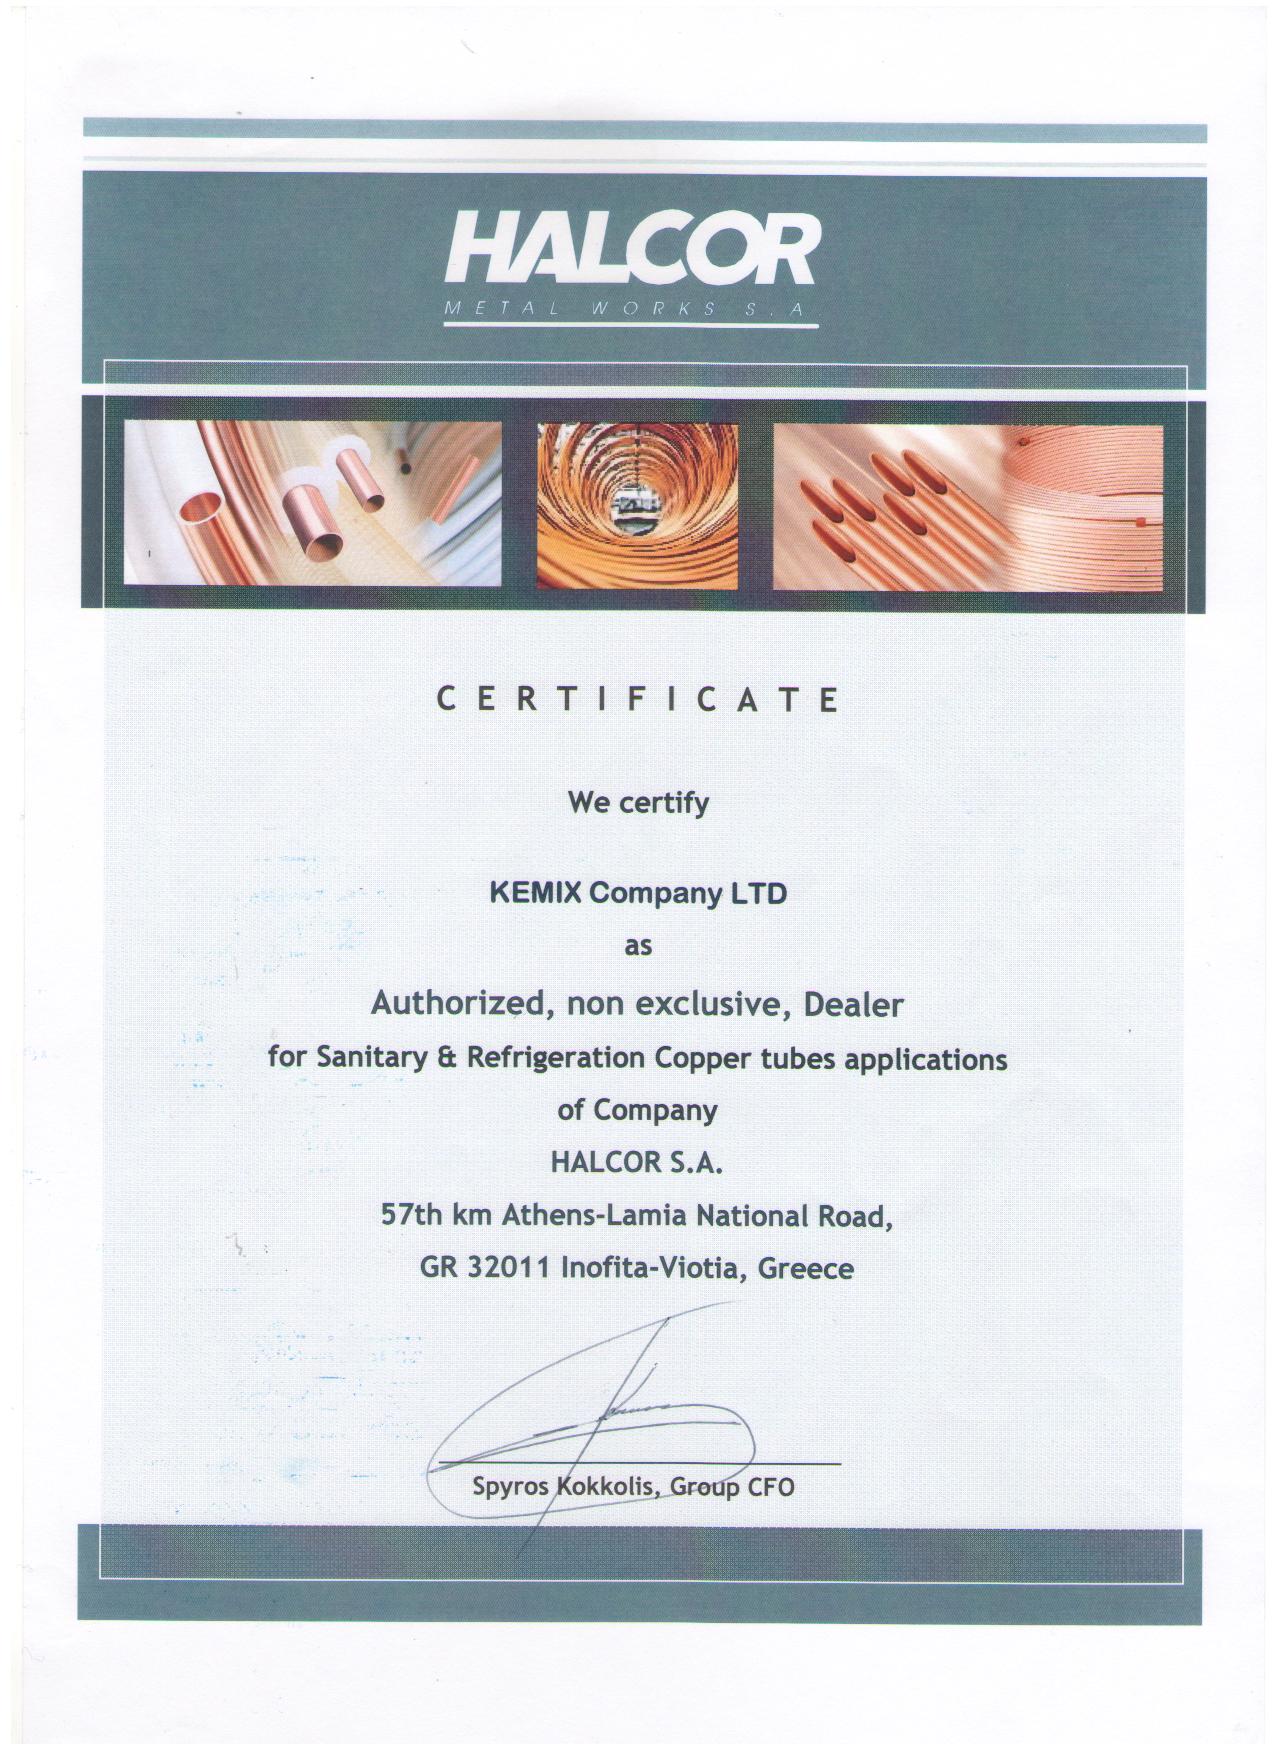 HALCOR
METAL WORKS S.A
CERTIFICATE
We certify
KEMIX Company LTD
as
Authorized, non exclusive, Dealer
for Sanitary & Refrigeration Copper tubes applications
of Company
HALCOR S.A.
57th km Athens-Lamia National Road,
GR 32011 Inofita-Viotia, Greece
Spyros Kokkolis, Group CFO